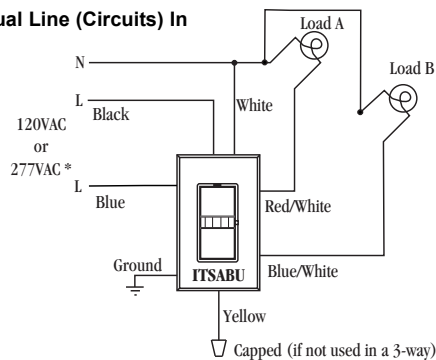 ual Line (Circuits) In
Load A
Load B
N
White
L
Black
120VAC
or
277VAC *
L
Blue
Red/White
Ground
ITSABU
Blue/White
Yellow
Capped (if not used in a 3-way)